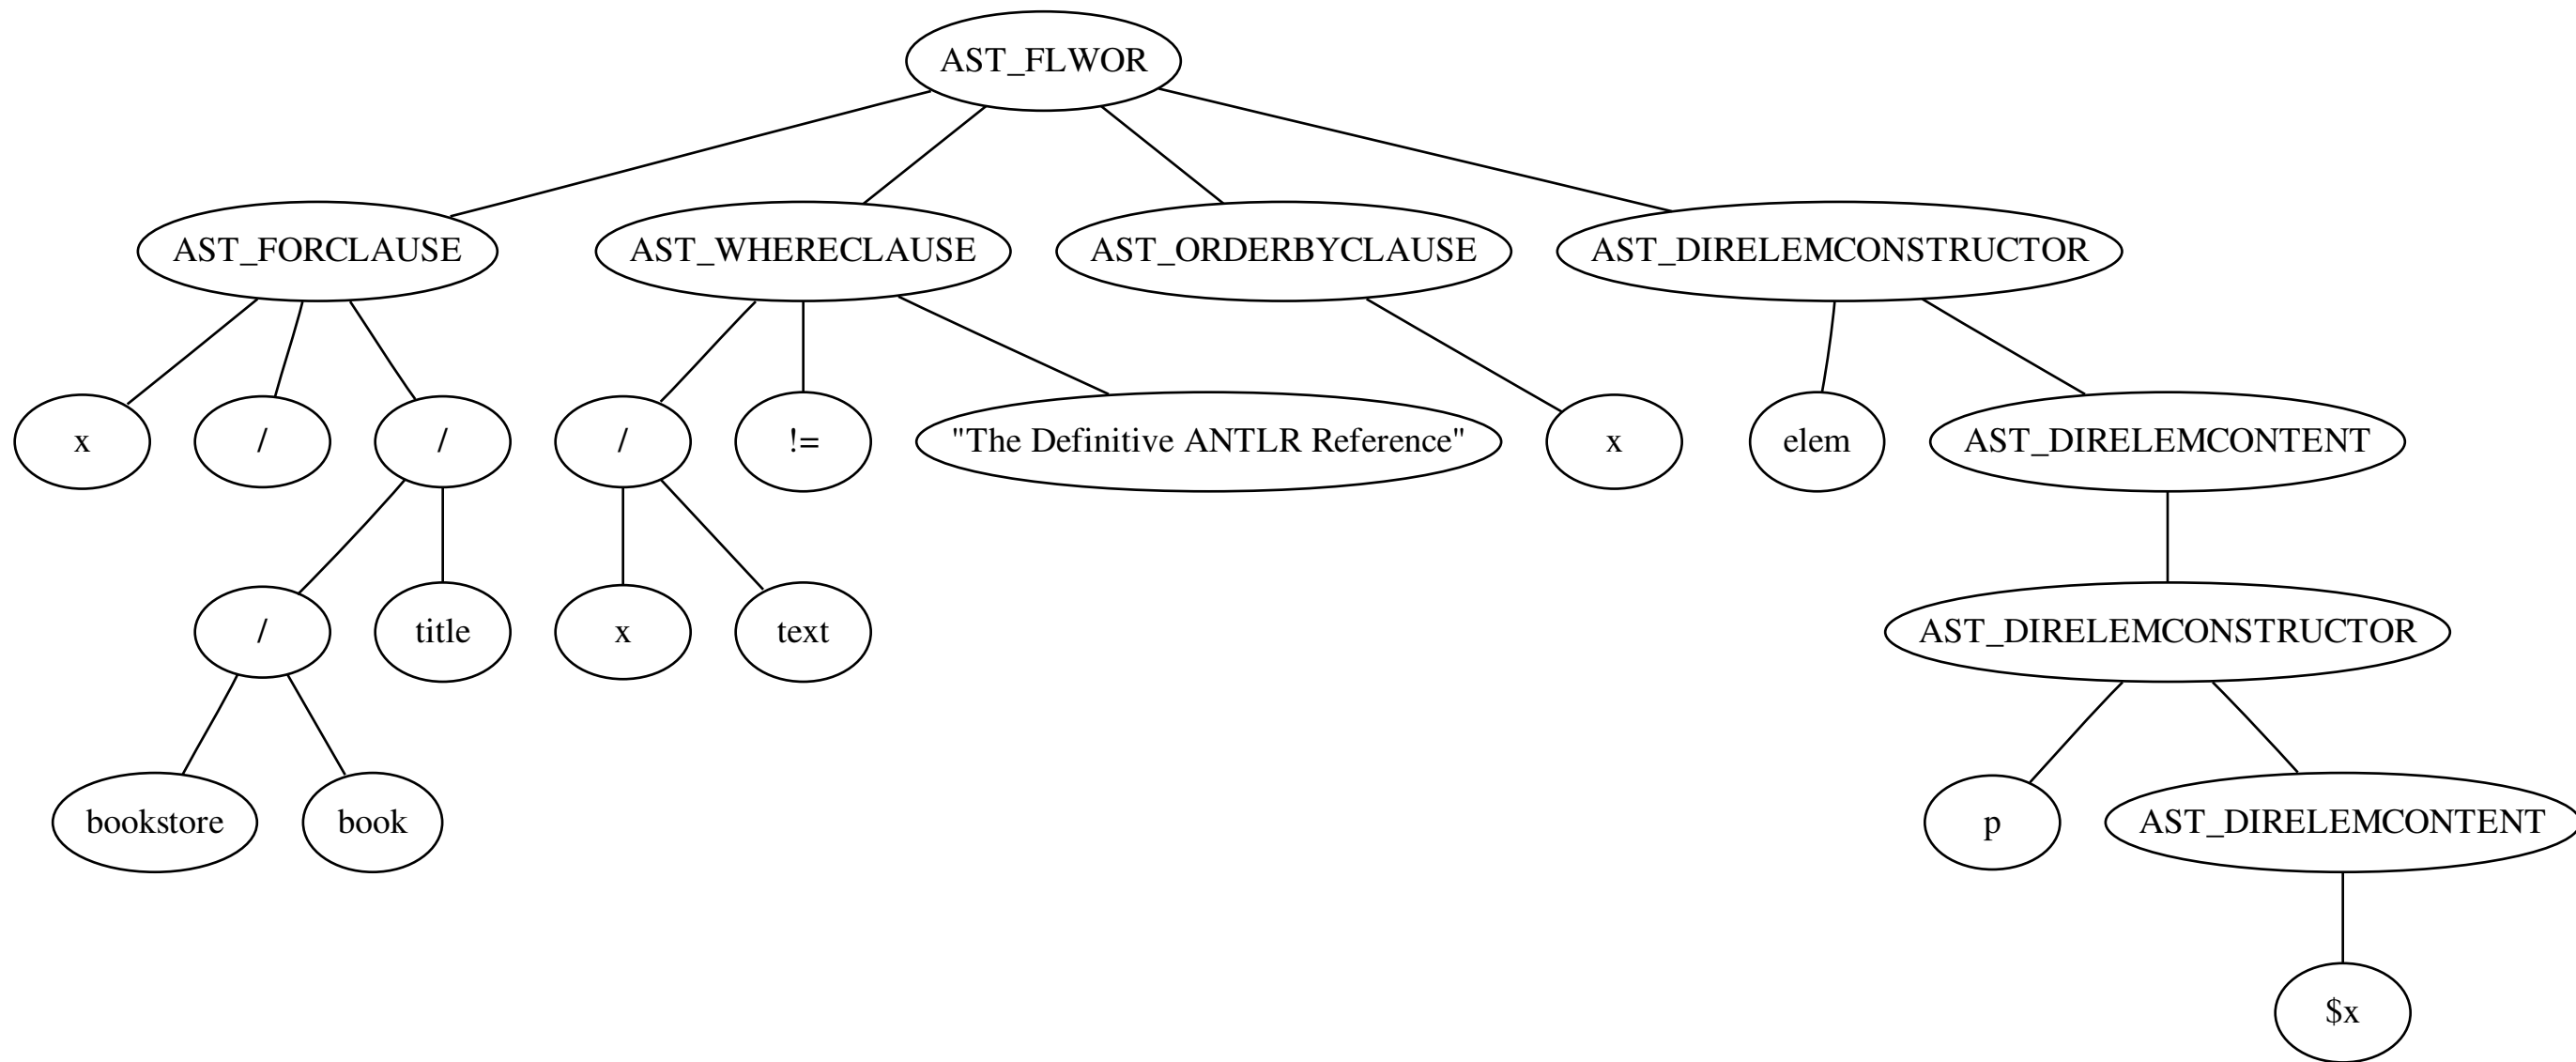 AST_FLWOR
AST_FORCLAUSE
AST_WHERECLAUSE
AST_ORDERBYCLAUSE
AST_DIRELEMCONSTRUCTOR
x
/
/
/
!=
"The Definitive ANTLR Reference"
x
elem
AST_DIRELEMCONTENT
/
title
x
text
AST_DIRELEMCONSTRUCTOR
bookstore
book
p
AST_DIRELEMCONTENT
$x